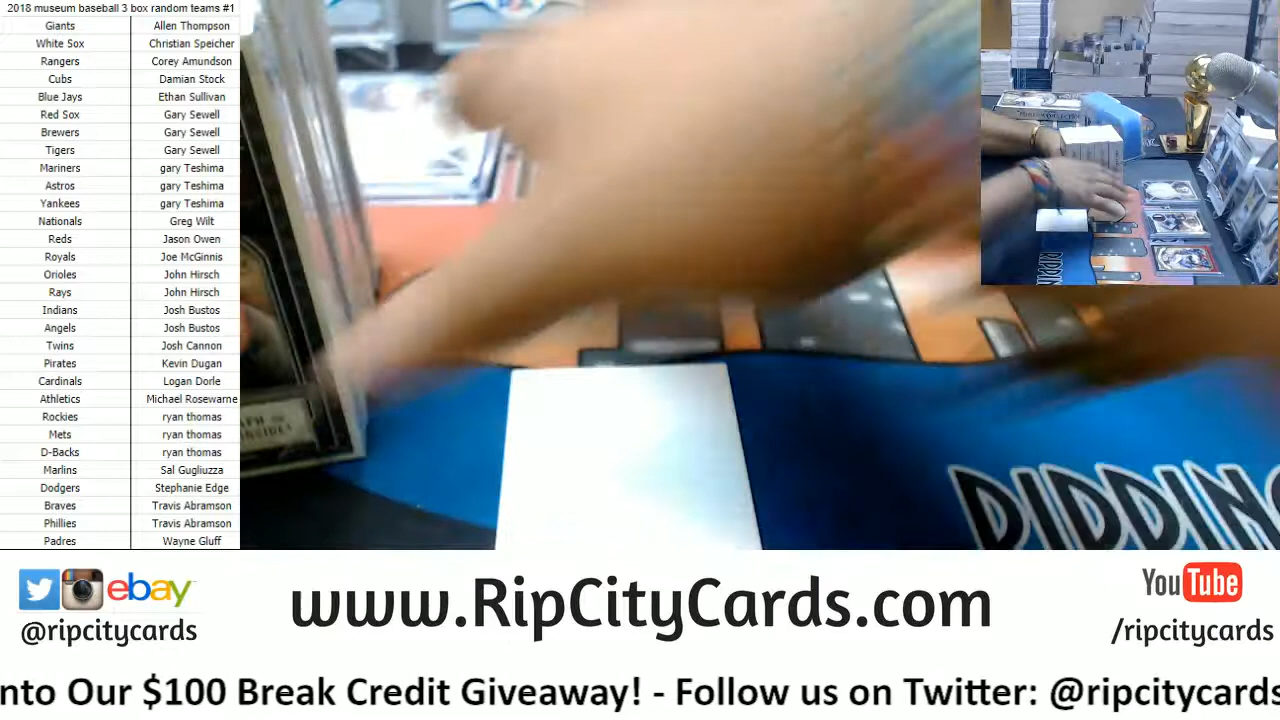 2018 museum baseball 3 box random teams #1
Giants Allen Thompson
White Sox Christian Speicher
Rangers Corey Amundson
Cubs Damian Stock
Blue Jays Ethan Sullivan
Red Sox Gary Sewell
Brewers Gary Sewell
Tigers Gary Sewell
Mariners gary Teshima
Astros gary Teshima
Yankees gary Teshima
Nationals Greg Wilt
Reds Jason Owen
Royals Joe McGinnis
Orioles John Hirsch
Rays John Hirsch
Indians Josh Bustos
Angels Josh Bustos
Twins Josh Cannon
Pirates Kevin Dugan
Cardinals Logan Dorle
Athletics Michael Rosewarne
Rockies ryan thomas
Mets ryan thomas
D-Backs ryan thomas
Marlins Sal Gugliuzza
Dodgers Stephanie Edge
Braves Travis Abramson
Phillies Travis Abramson
Padres Wayne Gluff
ebay
@ripcitycards
www.RipCityCards.com
YouTube
/ripcitycards
nto Our $100 Break Credit Giveaway! - Follow us on Twitter: @ripcitycards